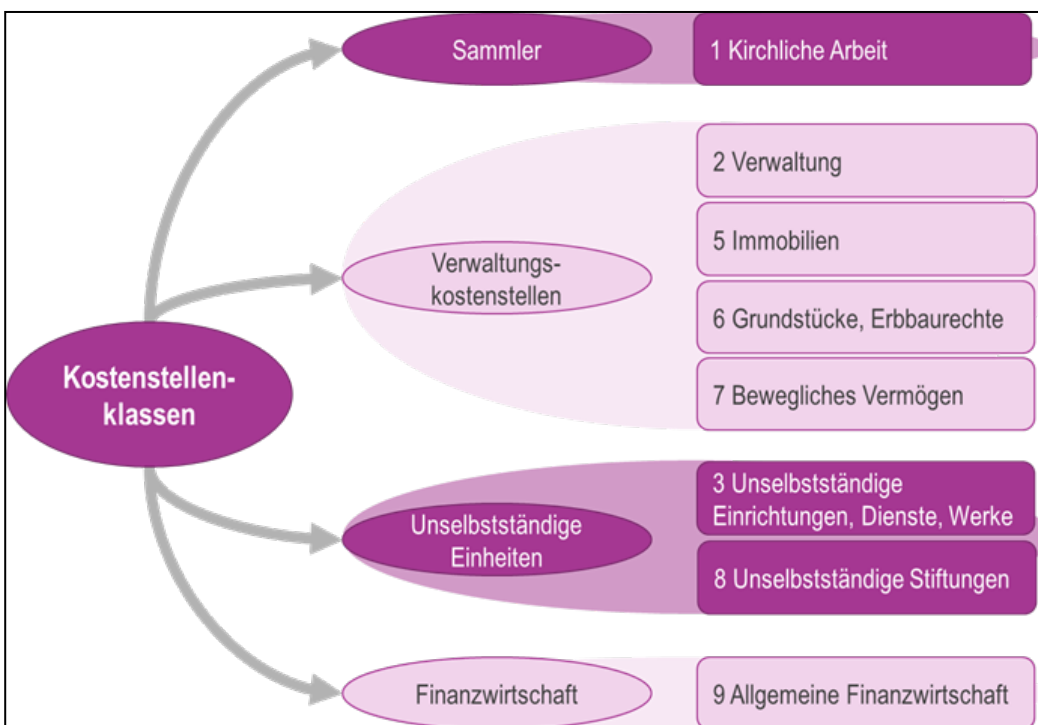 Sammler
1 Kirchliche Arbeit
2 Verwaltung
5 Immobilien
Verwaltungs-
kostenstellen
6 Grundstücke, Erbbaurechte
7 Bewegliches Vermögen
Kostenstellen-
klassen
3 Unselbstständige
Einrichtungen, Dienste, Werke
Unselbstständige
Einheiten
8 Unselbstständige Stiftungen
Finanzwirtschaft
9 Allgemeine Finanzwirtschaft